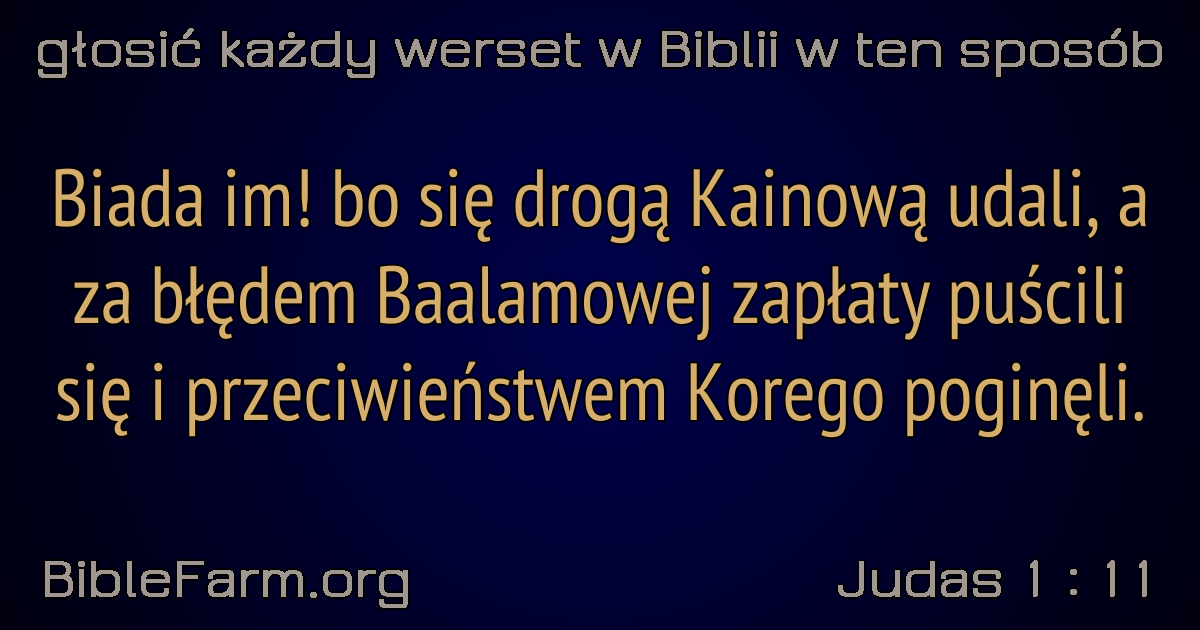 głosić każdy werset w Biblii w ten sposób
Biada im! bo się drogą Kainową udali, a
za błędem Baalamowej zapłaty puścili
się i przeciwieństwem Korego poginęli.
BibleFarm.org
Judas 1 : 11